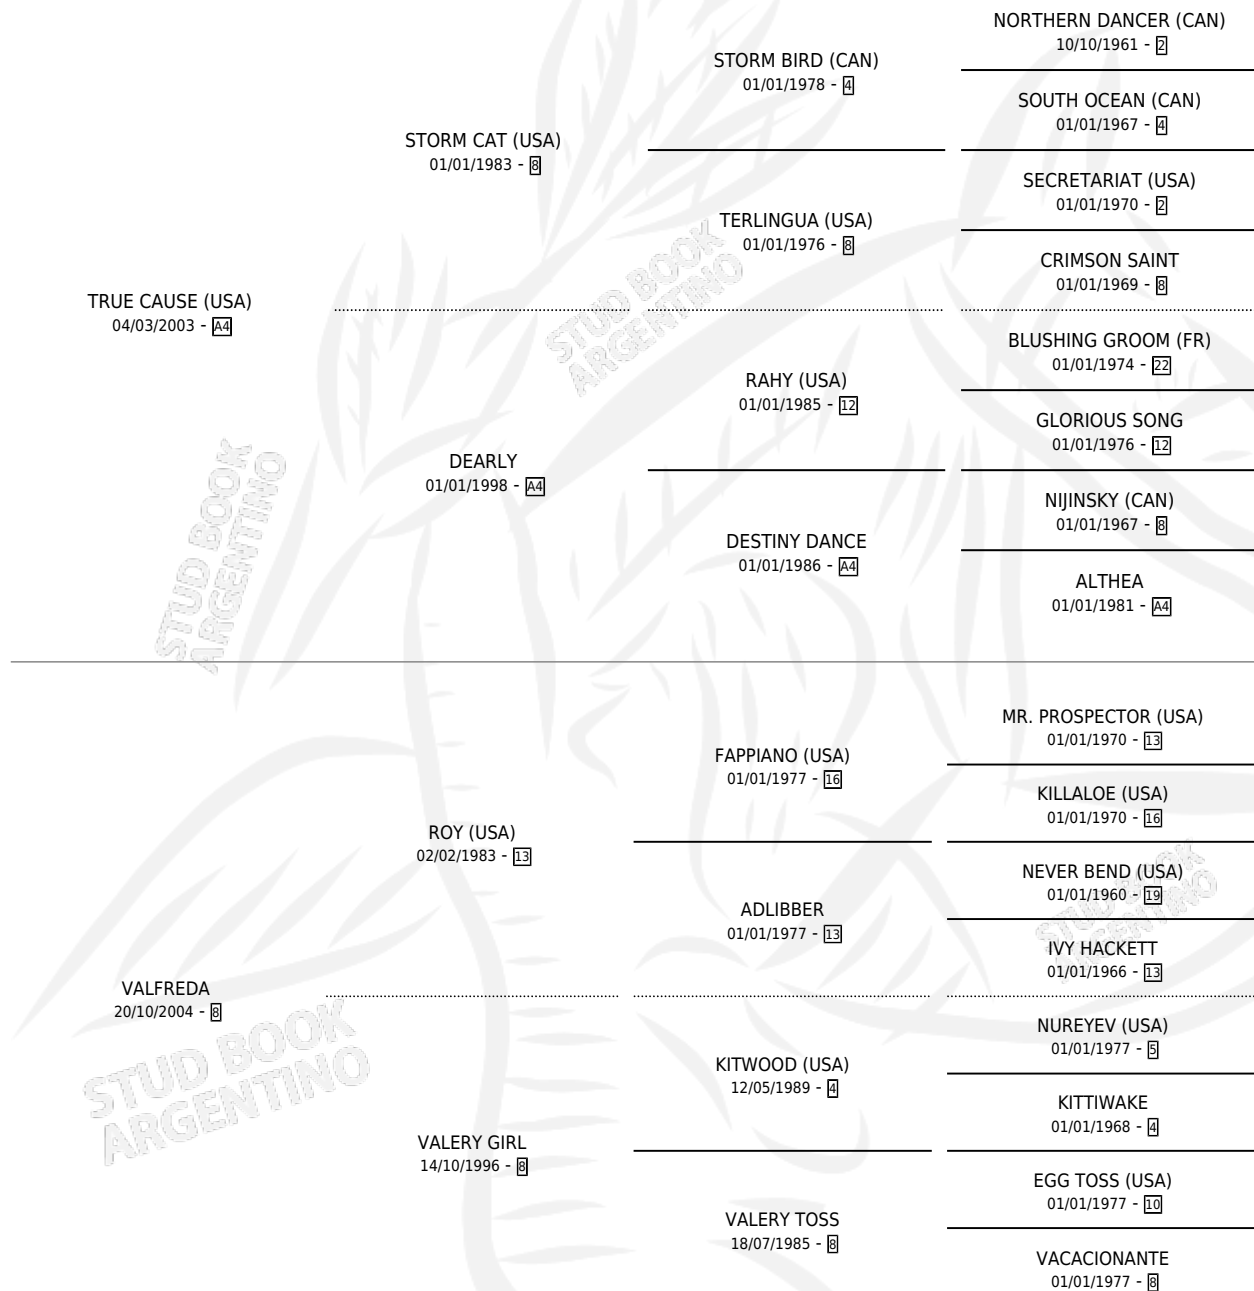 NORTHERN DANCER (CAN)
10/10/1961 - 2
STORM BIRD (CAN)
01/01/1978 - 4
SOUTH OCEAN (CAN)
01/01/1967 - 4
STORM CAT (USA)
01/01/1983 - 8
SECRETARIAT (USA)
01/01/1970 - 2
TERLINGUA (USA)
01/01/1976 - 8
CRIMSON SAINT
01/01/1969 - 8
TRUE CAUSE (USA)
04/03/2003 - A4
STUD BOOK
ARGENTINO
BLUSHING GROOM (FR)
01/01/1974 - 22
RAHY (USA)
01/01/1985 - 12
GLORIOUS SONG
01/01/1976 - 12
DEARLY
01/01/1998 - A4
STUD BOOK
ARGENTINO
NIJINSKY (CAN)
01/01/1967 - 8
DESTINY DANCE
01/01/1986 - A4
ALTHEA
01/01/1981 - A4
MR. PROSPECTOR (USA)
01/01/1970 - 13
FAPPIANO (USA)
01/01/1977 - 16
KILLALOE (USA)
01/01/1970 - 16
ROY (USA)
02/02/1983 - 13
NEVER BEND (USA)
01/01/1960 - 19
STUD BOOK
ARGENTINO
ADLIBBER
01/01/1977 - 13
IVY HACKETT
01/01/1966 - 13
VALFREDA
20/10/2004 - 8
STUD BOOK
ARGENTINO
NUREYEV (USA)
01/01/1977 - 5
KITWOOD (USA)
12/05/1989 - 4
KITTIWAKE
01/01/1968 - 4
VALERY GIRL
14/10/1996 - 8
EGG TOSS (USA)
01/01/1977 - 10
VALERY TOSS
18/07/1985 - 8
VACACIONANTE
01/01/1977 - 8